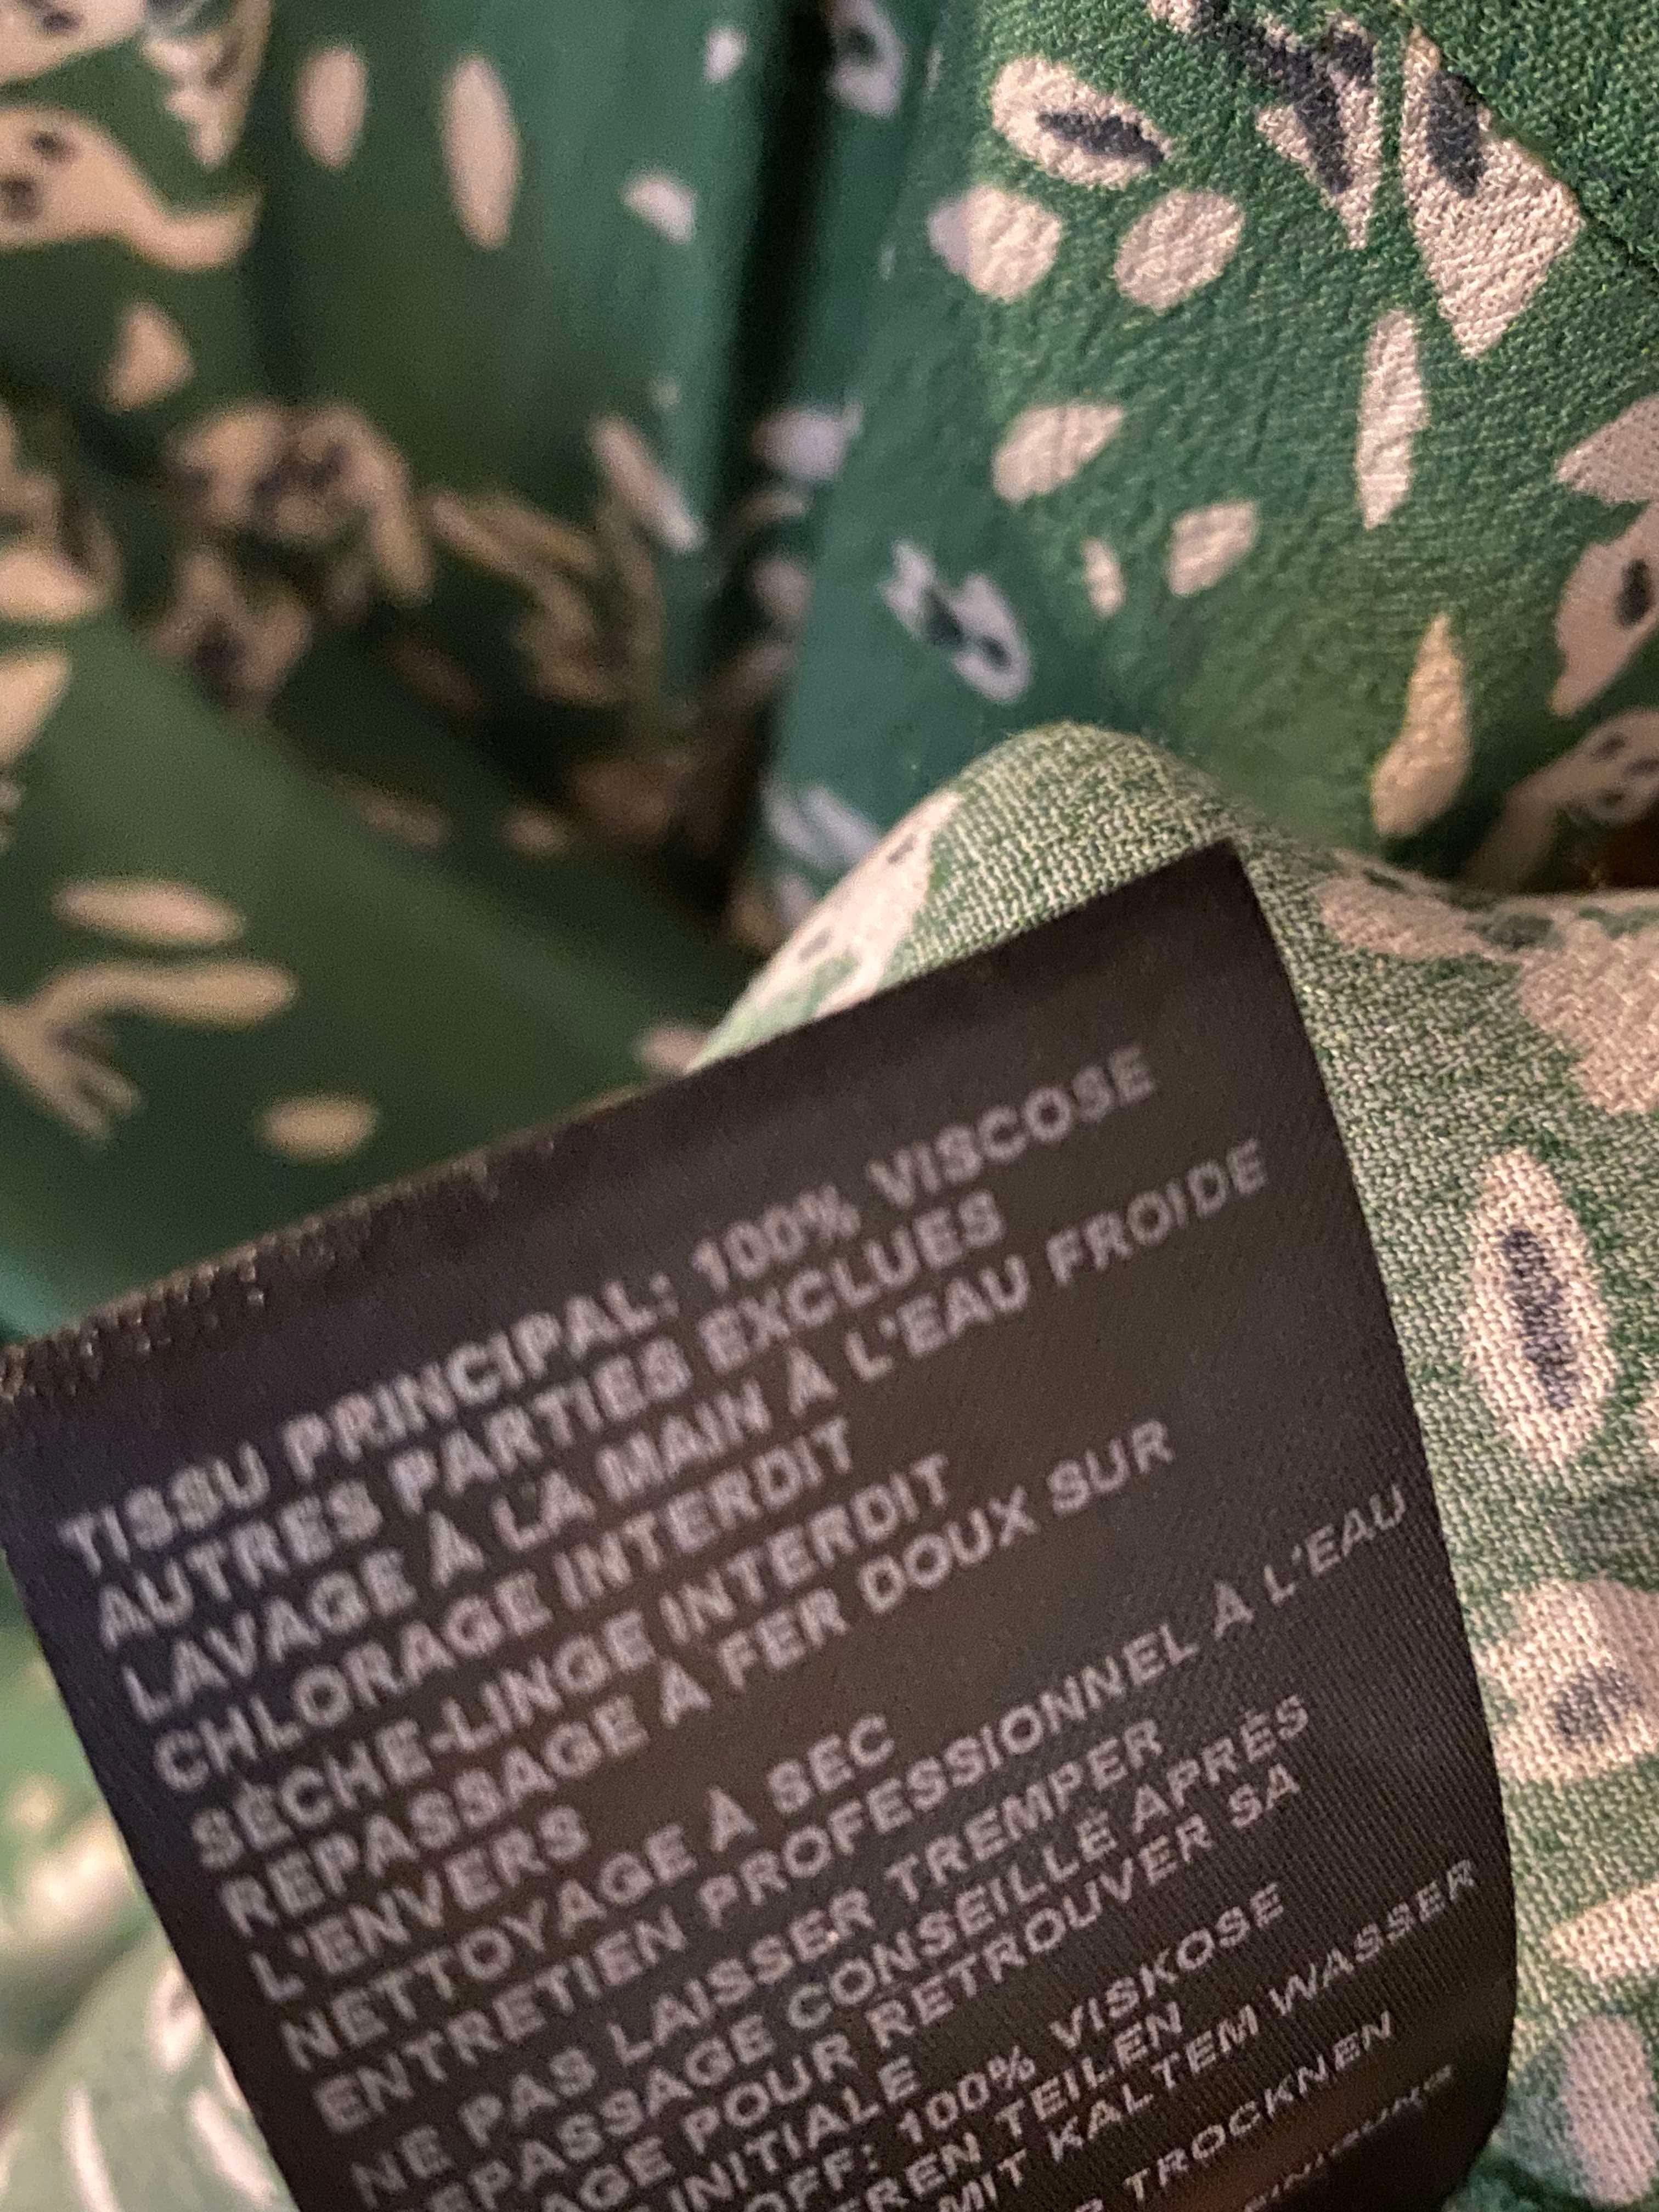 TISSU PRINCIPAL: 100% VISCOSE
AUTRES PARTIES EXCLUES
LAVAGE À LA MAIN À L'EAU FROIDE
CHLORAGE INTERDIT
SÈCHE-LINGE INTERDIT
REPASSAGE À FER DOUX SUR
L'ENVERS
NETTOYAGE À SEC
ENTRETIEN PROFESSIONNEL À L'EAU
NE PAS LAISSER TREMPER
REPASSAGE CONSEILLÉ APRÈS
POUR RETROUVER SA
INITIALE
100% VISKOSE
TEILEN
MIT KALTEM WASSER
TROCKNEN